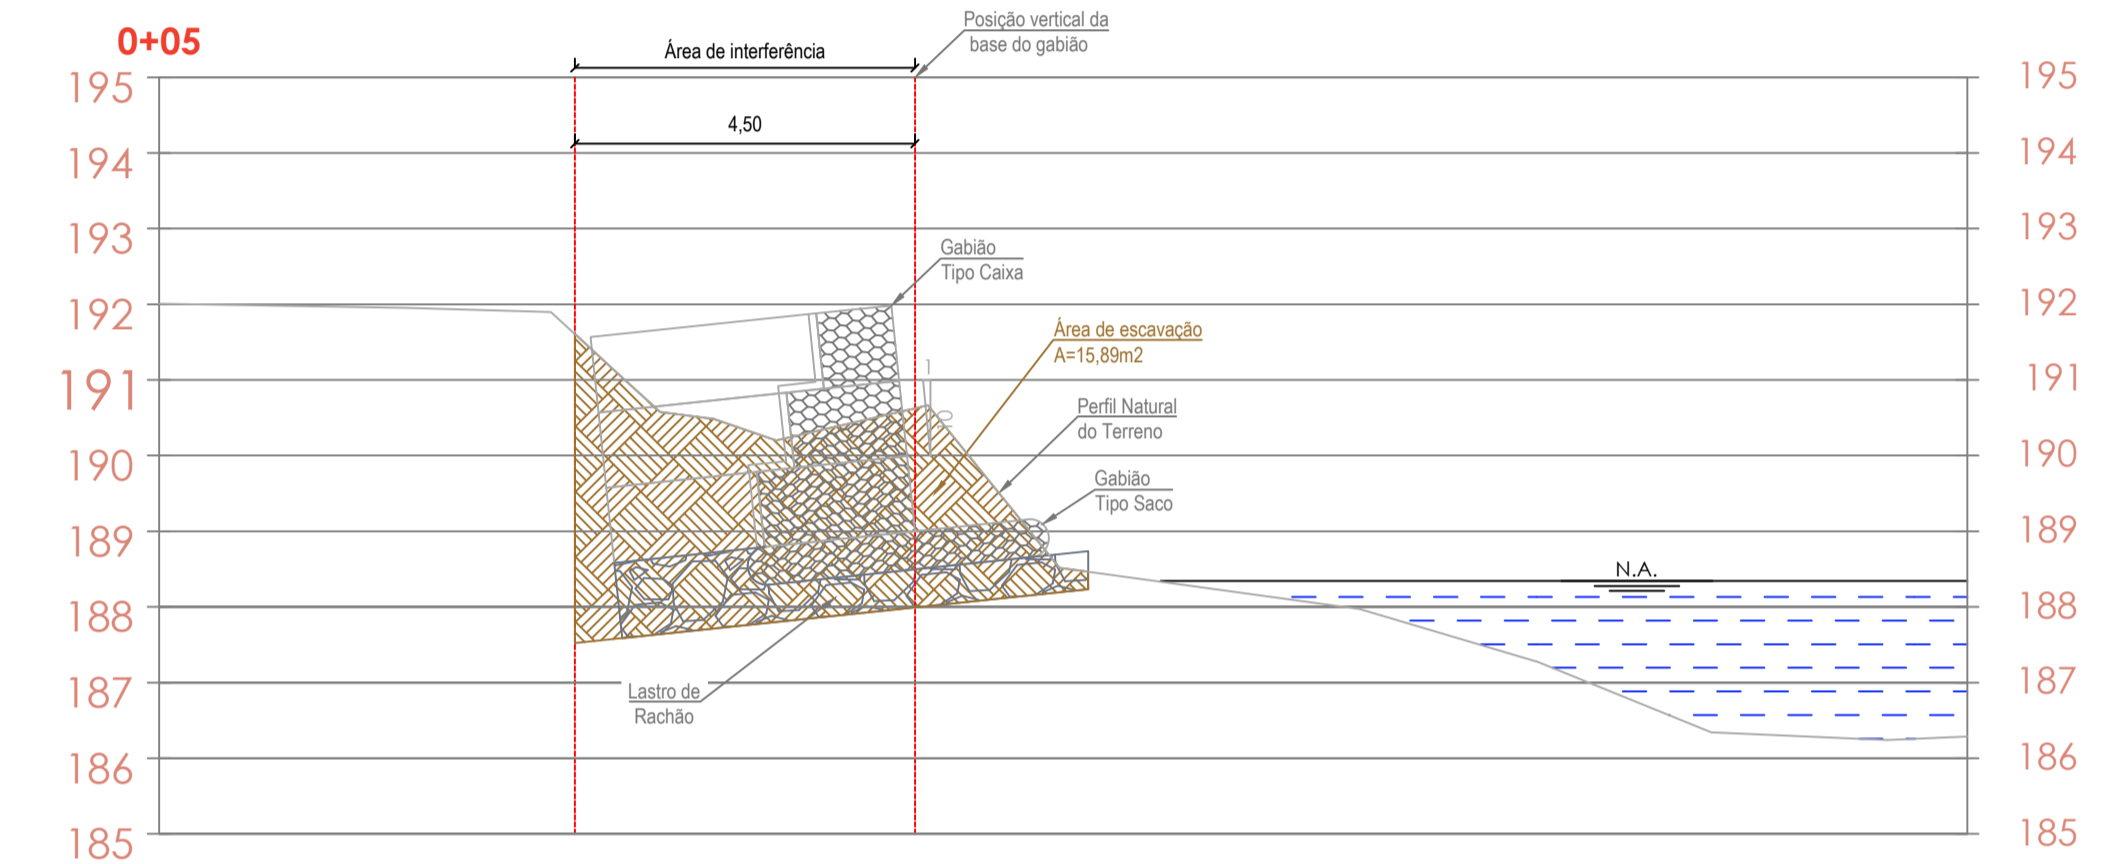 0+05
Posição vertical da
base do gabião
Área de interferência
4,50
195 195
194 194
193 193
Gabião
Tipo Caixa
192 192
Área de escavação
A=15,89m2
1
191 191
Perfil Natural
do Terreno
10
190 190
Gabião
Tipo Saco
189 189
N.A.
188 188
187 187
Lastro de
Rachão
186 186
185 185